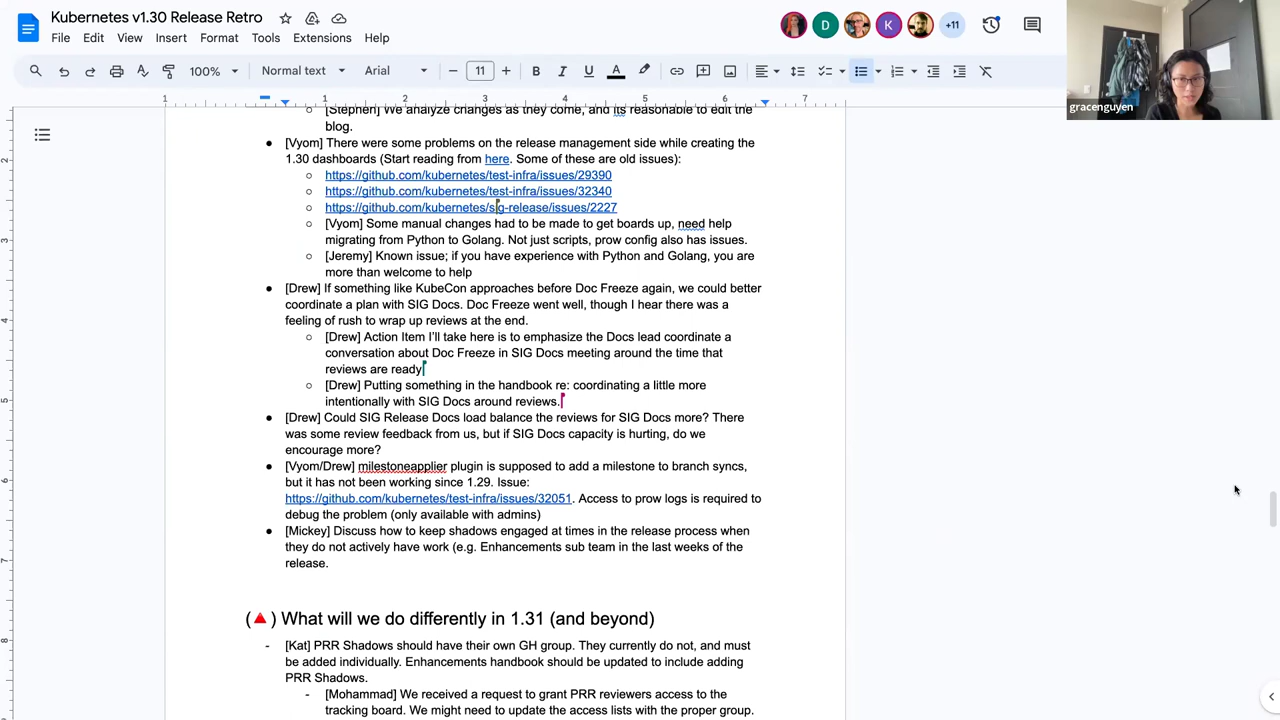 Kubernetes v1.30 Release Retro
File Edit View Insert Format Tools Extensions Help
D
K
+11
100%
Normal text
Arial
11
B I U A
gracenguyen
1 1 2 3 4 5 6 7
[Stephen] We analyze changes as they come, and its reasonable to edit the
blog.
[Vyom] There were some problems on the release management side while creating the
1.30 dashboards (Start reading from here. Some of these are old issues):
https://github.com/kubernetes/test-infra/issues/29390
https://github.com/kubernetes/test-infra/issues/32340
https://github.com/kubernetes/sig-release/issues/2227
[Vyom] Some manual changes had to be made to get boards up, need help
migrating from Python to Golang. Not just scripts, prow config also has issues.
[Jeremy] Known issue; if you have experience with Python and Golang, you are
more than welcome to help
[Drew] If something like KubeCon approaches before Doc Freeze again, we could better
coordinate a plan with SIG Docs. Doc Freeze went well, though I hear there was a
feeling of rush to wrap up reviews at the end.
[Drew] Action Item I'll take here is to emphasize the Docs lead coordinate a
conversation about Doc Freeze in SIG Docs meeting around the time that
reviews are ready
[Drew] Putting something in the handbook re: coordinating a little more
intentionally with SIG Docs around reviews.
[Drew] Could SIG Release Docs load balance the reviews for SIG Docs more? There
was some review feedback from us, but if SIG Docs capacity is hurting, do we
encourage more?
[Vyom/Drew] milestoneapplier plugin is supposed to add a milestone to branch syncs,
but it has not been working since 1.29. Issue:
https://github.com/kubernetes/test-infra/issues/32051. Access to prow logs is required to
debug the problem (only available with admins)
[Mickey] Discuss how to keep shadows engaged at times in the release process when
they do not actively have work (e.g. Enhancements sub team in the last weeks of the
release.
(🔺) What will we do differently in 1.31 (and beyond)
- [Kat] PRR Shadows should have their own GH group. They currently do not, and must
be added individually. Enhancements handbook should be updated to include adding
PRR Shadows.
- [Mohammad] We received a request to grant PRR reviewers access to the
tracking board. We might need to update the access lists with the proper group.
2
3
4
5
6
7
8